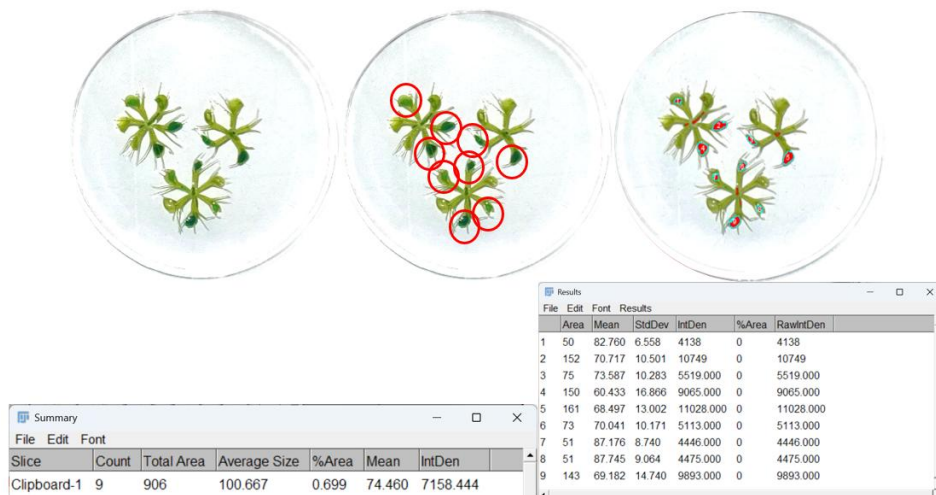 Results
File Edit Font Results
Area Mean StdDev IntDen %Area RawIntDen
1 50 82.760 6.558 4138 0 4138
2 152 70.717 10.501 10749 0 10749
3 75 73.587 10.283 5519.000 0 5519.000
4 150 60.433 16.866 9065.000 0 9065.000
5 161 68.497 13.002 11028.000 0 11028.000
6 73 70.041 10.171 5113.000 0 5113.000
7 51 87.176 8.740 4446.000 0 4446.000
8 51 87.745 9.064 4475.000 0 4475.000
9 143 69.182 14.740 9893.000 0 9893.000
Summary
File Edit Font
Slice Count Total Area Average Size %Area Mean IntDen
Clipboard-1 9 906 100.667 0.699 74.460 7158.444